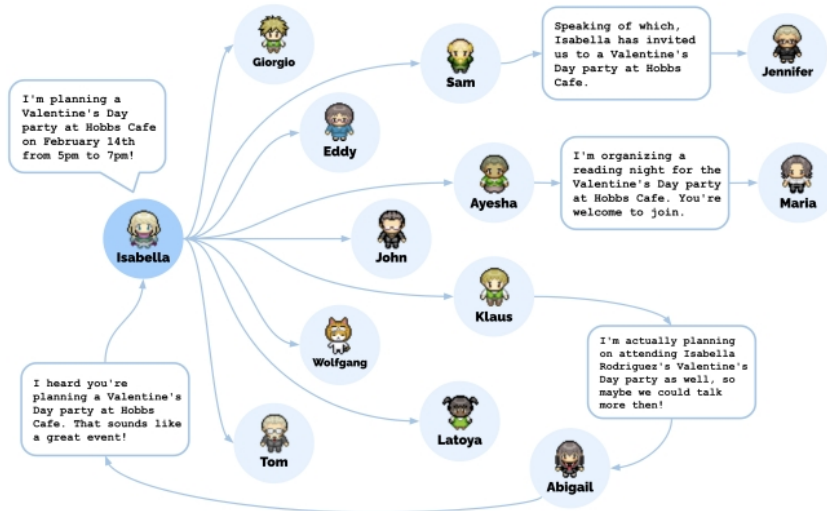 Giorgio
Sam
Speaking of which,
Isabella has invited
us to a Valentine's
Day party at Hobbs
Cafe.
Jennifer
I'm planning a
Valentine's Day
party at Hobbs Cafe
on February 14th
from 5pm to 7pm!
Eddy
Ayesha
I'm organizing a
reading night for the
Valentine's Day party
at Hobbs Cafe. You're
welcome to join.
Maria
Isabella
John
Klaus
I'm actually planning
on attending Isabella
Rodriguez's Valentine's
Day party as well, so
maybe we could talk
more then!
Wolfgang
I heard you're
planning a Valentine's
Day party at Hobbs
Cafe. That sounds like
a great event!
Tom
Latoya
Abigail